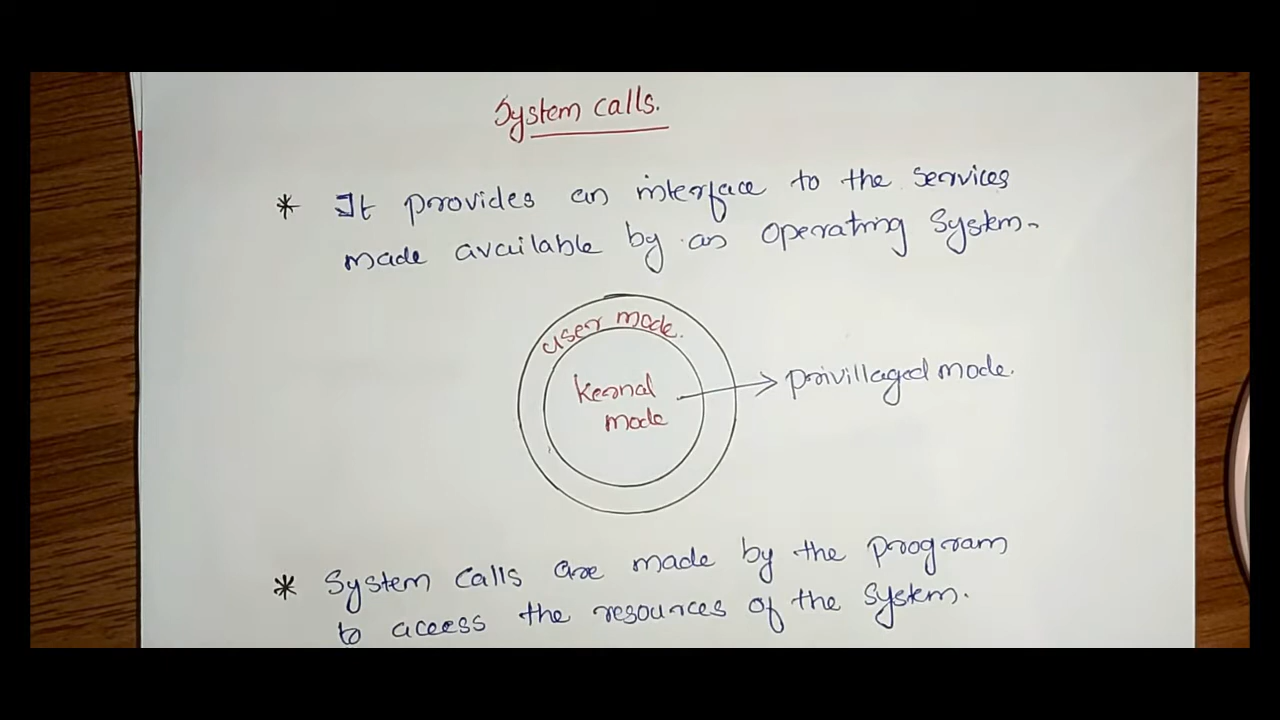 System calls.
* It provides an interface to the services
made available by an operating system.
user mode.
kernal
mode
privillaged mode.
* System calls are made by the program
to access the resources of the system.